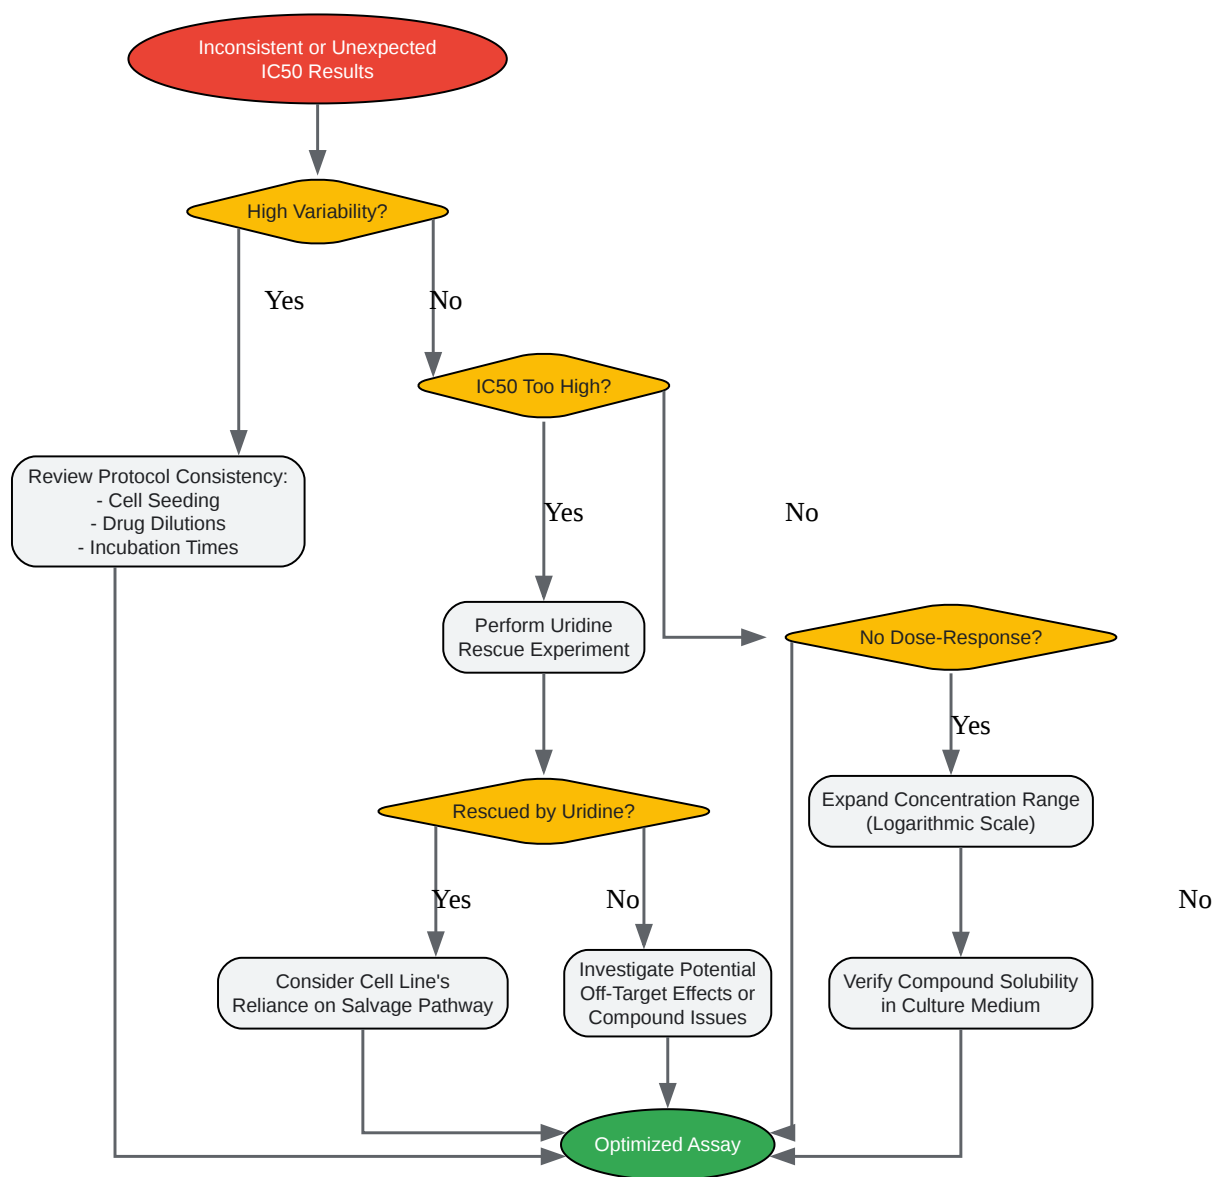 Inconsistent or Unexpected
IC50 Results
High Variability?
Yes
No
IC50 Too High?
Review Protocol Consistency:
- Cell Seeding
- Drug Dilutions
- Incubation Times
Yes
No
Perform Uridine
Rescue Experiment
No Dose-Response?
Yes
Rescued by Uridine?
Expand Concentration Range
(Logarithmic Scale)
Yes
No
No
Consider Cell Line's
Reliance on Salvage Pathway
Investigate Potential
Off-Target Effects or
Compound Issues
Verify Compound Solubility
in Culture Medium
Optimized Assay